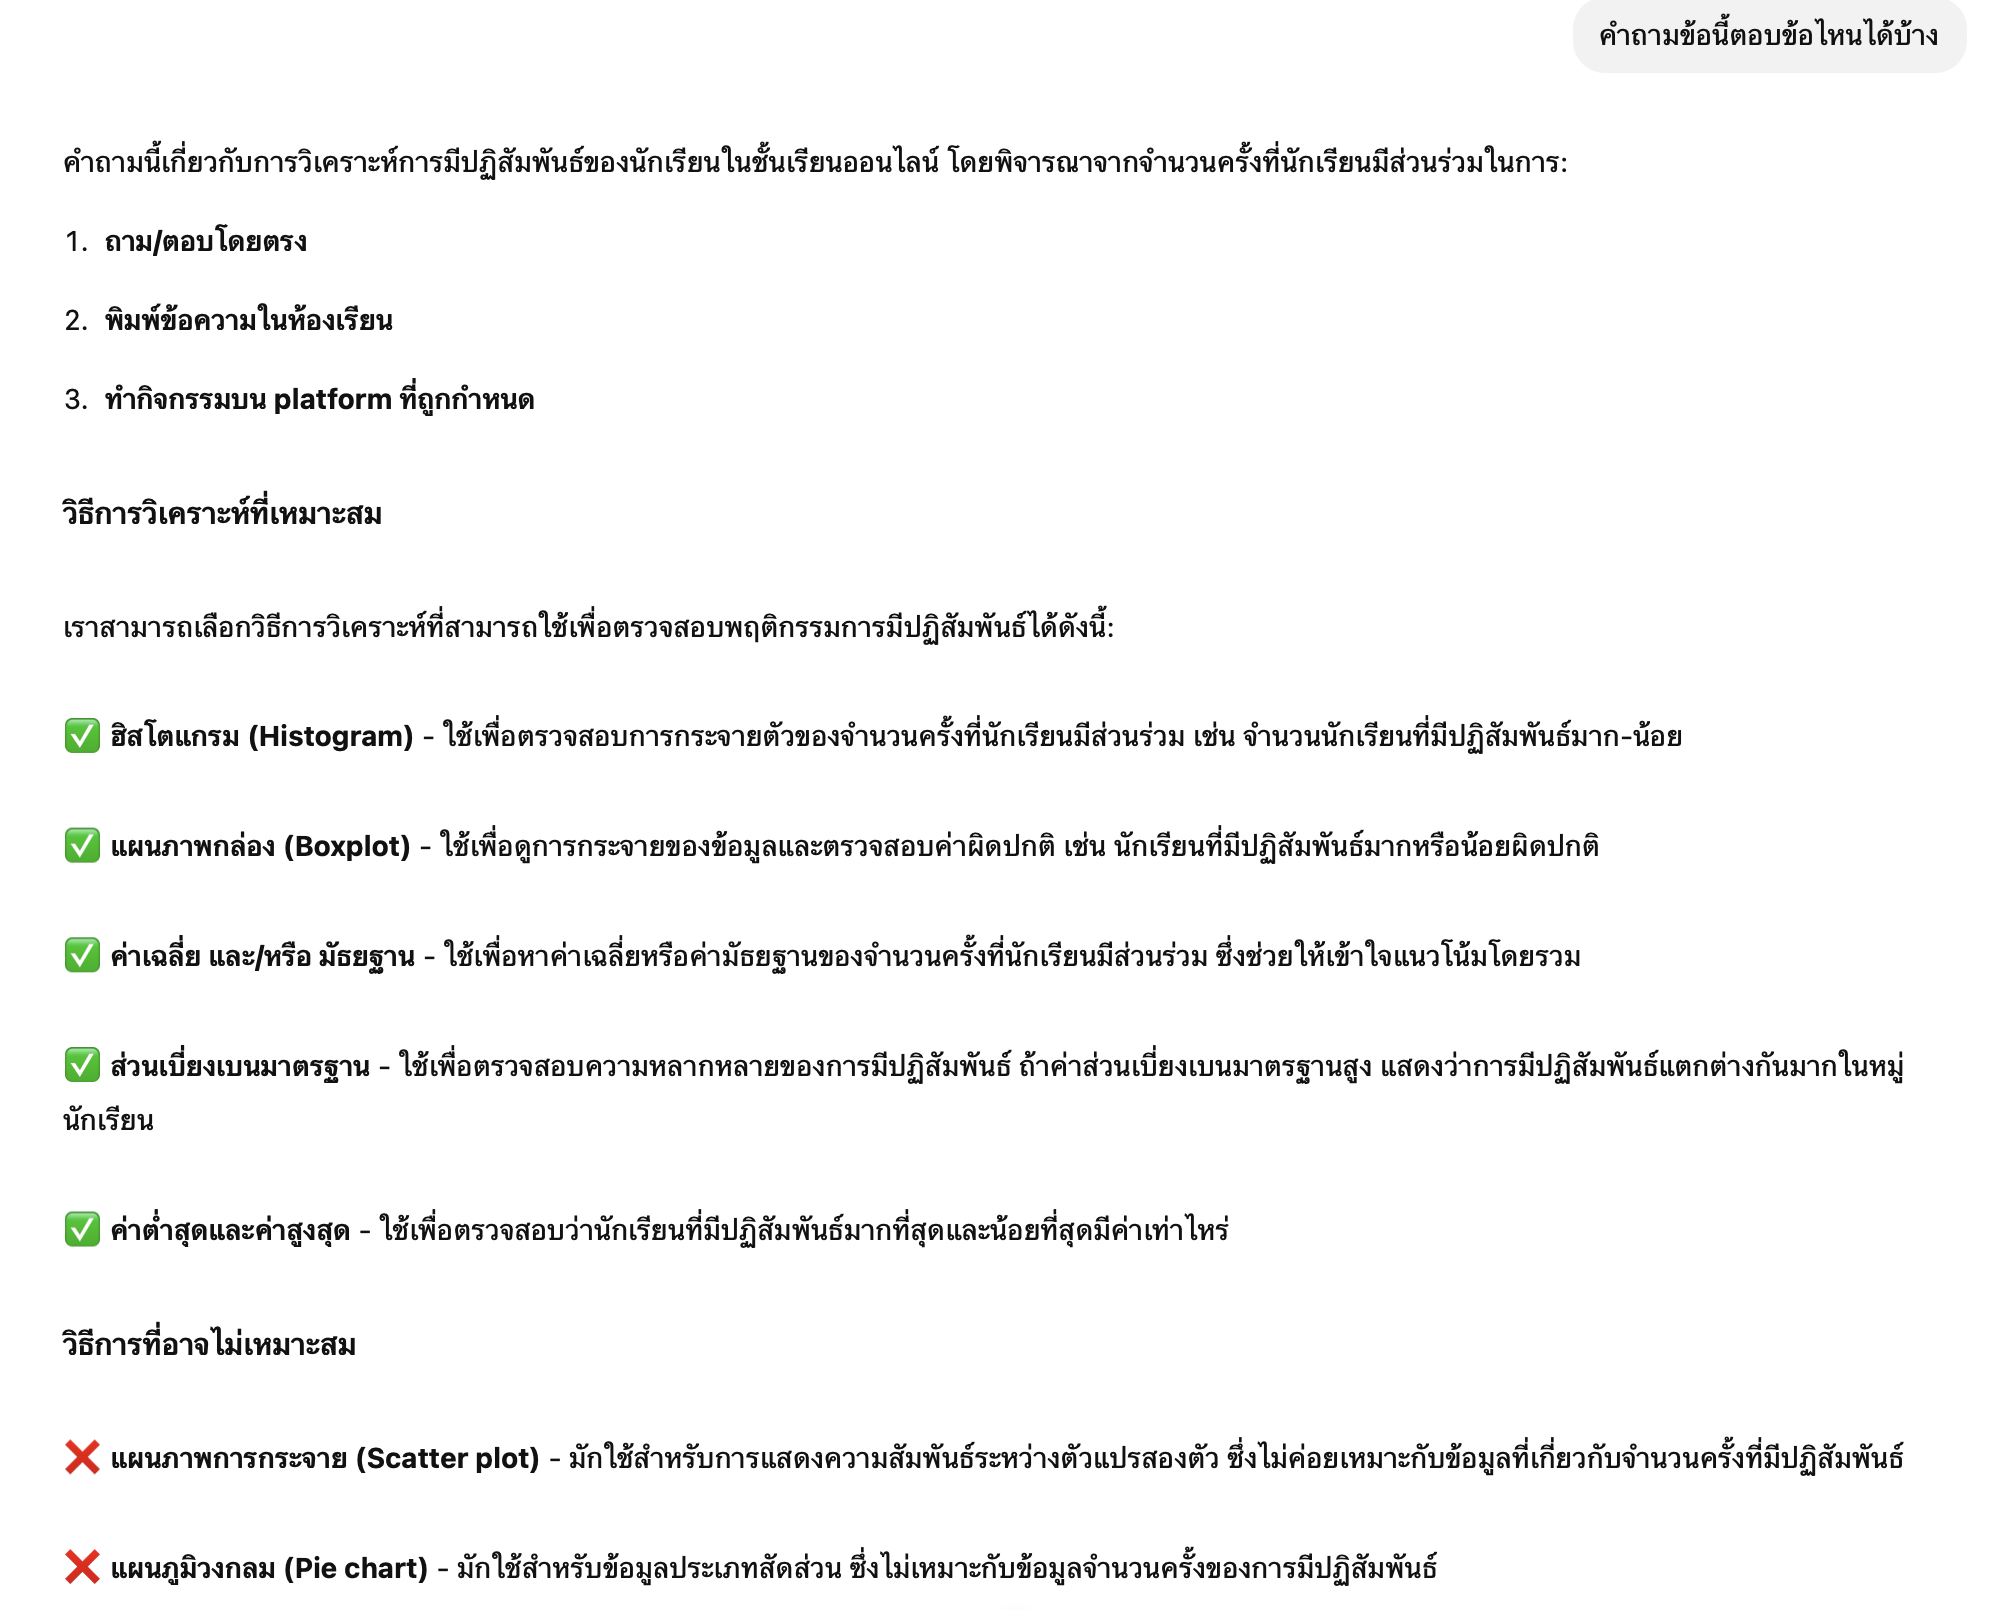 คำถามข้อนี้ตอบข้อไหนได้บ้าง
คำถามนี้เกี่ยวกับการวิเคราะห์การมีปฏิสัมพันธ์ของนักเรียนในชั้นเรียนออนไลน์ โดยพิจารณาจากจำนวนครั้งที่นักเรียนมีส่วนร่วมในการ:
1. ถาม/ตอบโดยตรง
2. พิมพ์ข้อความในห้องเรียน
3. ทำกิจกรรมบน platform ที่ถูกกำหนด
วิธีการวิเคราะห์ที่เหมาะสม
เราสามารถเลือกวิธีการวิเคราะห์ที่สามารถใช้เพื่อตรวจสอบพฤติกรรมการมีปฏิสัมพันธ์ได้ดังนี้:
✅ ฮิสโตแกรม (Histogram) - ใช้เพื่อตรวจสอบการกระจายตัวของจำนวนครั้งที่นักเรียนมีส่วนร่วม เช่น จำนวนนักเรียนที่มีปฏิสัมพันธ์มาก-น้อย
✅ แผนภาพกล่อง (Boxplot) - ใช้เพื่อดูการกระจายของข้อมูลและตรวจสอบค่าผิดปกติ เช่น นักเรียนที่มีปฏิสัมพันธ์มากหรือน้อยผิดปกติ
✅ ค่าเฉลี่ย และ/หรือ มัธยฐาน - ใช้เพื่อหาค่าเฉลี่ยหรือค่ามัธยฐานของจำนวนครั้งที่นักเรียนมีส่วนร่วม ซึ่งช่วยให้เข้าใจแนวโน้มโดยรวม
✅ ส่วนเบี่ยงเบนมาตรฐาน - ใช้เพื่อตรวจสอบความหลากหลายของการมีปฏิสัมพันธ์ ถ้าค่าส่วนเบี่ยงเบนมาตรฐานสูง แสดงว่าการมีปฏิสัมพันธ์แตกต่างกันมากในหมู่
นักเรียน
✅ ค่าต่ำสุดและค่าสูงสุด - ใช้เพื่อตรวจสอบว่านักเรียนที่มีปฏิสัมพันธ์มากที่สุดและน้อยที่สุดมีค่าเท่าไหร่
วิธีการที่อาจไม่เหมาะสม
❌ แผนภาพการกระจาย (Scatter plot) - มักใช้สำหรับการแสดงความสัมพันธ์ระหว่างตัวแปรสองตัว ซึ่งไม่ค่อยเหมาะกับข้อมูลที่เกี่ยวกับจำนวนครั้งที่มีปฏิสัมพันธ์
❌ แผนภูมิวงกลม (Pie chart) - มักใช้สำหรับข้อมูลประเภทสัดส่วน ซึ่งไม่เหมาะกับข้อมูลจำนวนครั้งของการมีปฏิสัมพันธ์